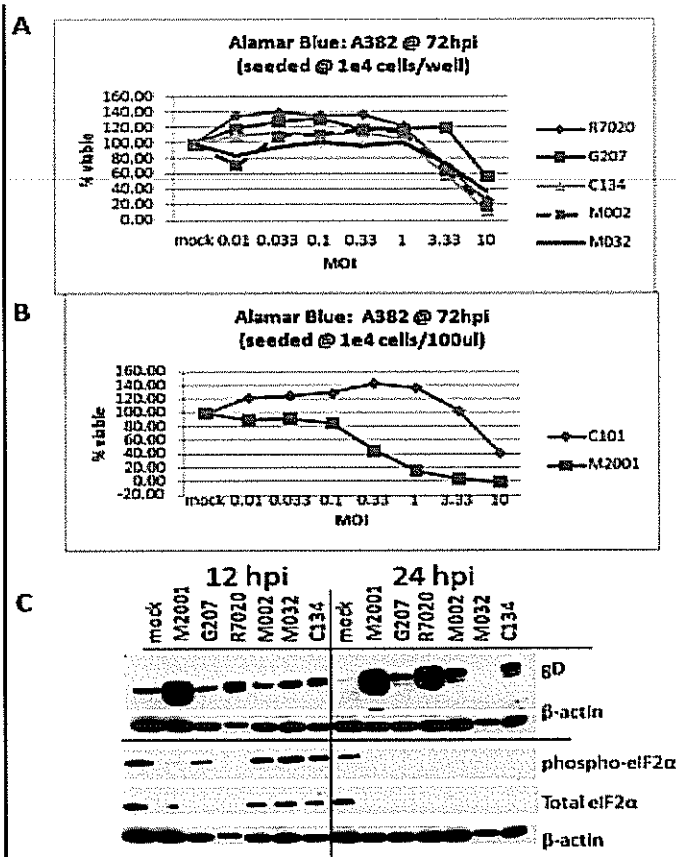 A
Alamar Blue: A382 @ 72hpi
(seeded @ 1e4 cells/well)
160.00
140.00
120.00
100.00
80.00
60.00
40.00
20.00
0.00
% viable
mock 0.01 0.033 0.1 0.33 1 3.33 10
MOI
R7020
G207
C134
M002
M032
B
Alamar Blue: A382 @ 72hpi
(seeded @ 1e4 cells/100ul)
160.00
140.00
120.00
100.00
80.00
60.00
40.00
20.00
0.00
-20.00
% viable
mock 0.01 0.033 0.1 0.33 1 3.33 10
MOI
C101
M2001
C
12 hpi 24 hpi
mock M2001 G207 R7020 M002 M032 C134 mock M2001 G207 R7020 M002 M032 C134
gD
β-actin
phospho-eIF2α
Total eIF2α
β-actin